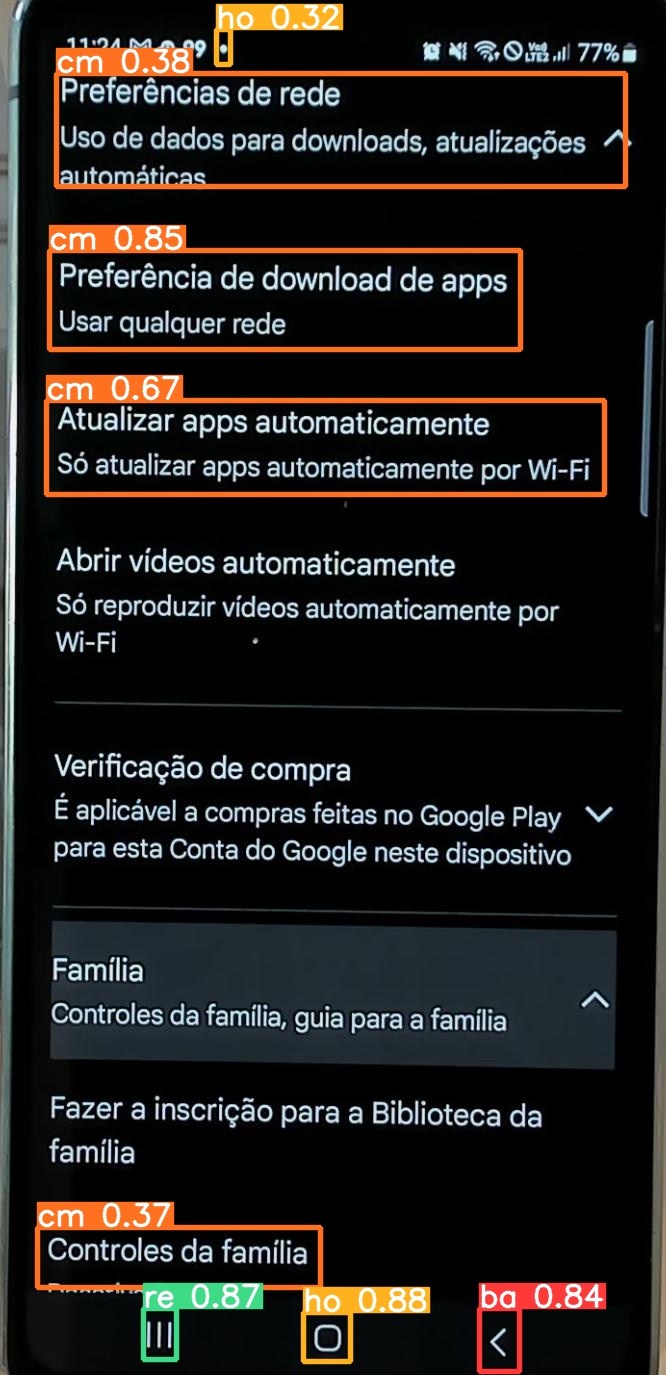 ho 0.32
11:24 99 77%
cm 0.38
Preferências de rede
Uso de dados para downloads, atualizações
automáticas
cm 0.85
Preferência de download de apps
Usar qualquer rede
cm 0.67
Atualizar apps automaticamente
Só atualizar apps automaticamente por Wi-Fi
Abrir vídeos automaticamente
Só reproduzir vídeos automaticamente por
Wi-Fi
Verificação de compra
É aplicável a compras feitas no Google Play
para esta Conta do Google neste dispositivo
Família
Controles da família, guia para a família
Fazer a inscrição para a Biblioteca da
família
cm 0.37
Controles da família
re 0.87 ho 0.88 ba 0.84